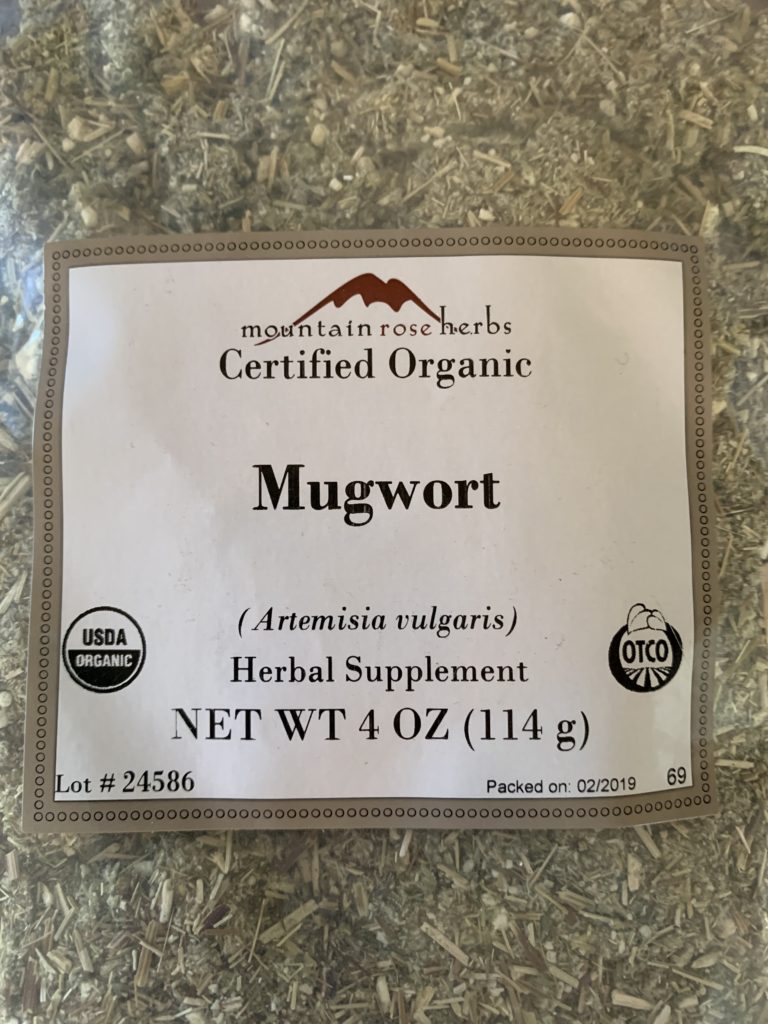 mountain rose herbs
Certified Organic
Mugwort
(Artemisia vulgaris)
USDA
ORGANIC
OTCO
Herbal Supplement
NET WT 4 OZ (114 g)
Lot # 24586
Packed on: 02/2019
69